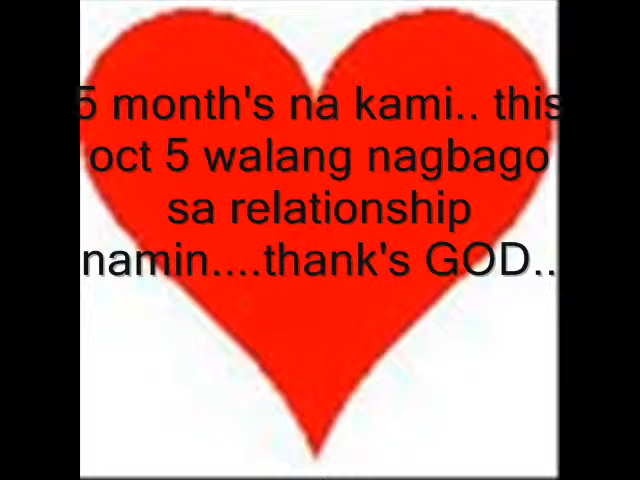 5 month's na kami.. this
oct 5 walang nagbago
sa relationship
namin....thank's GOD..